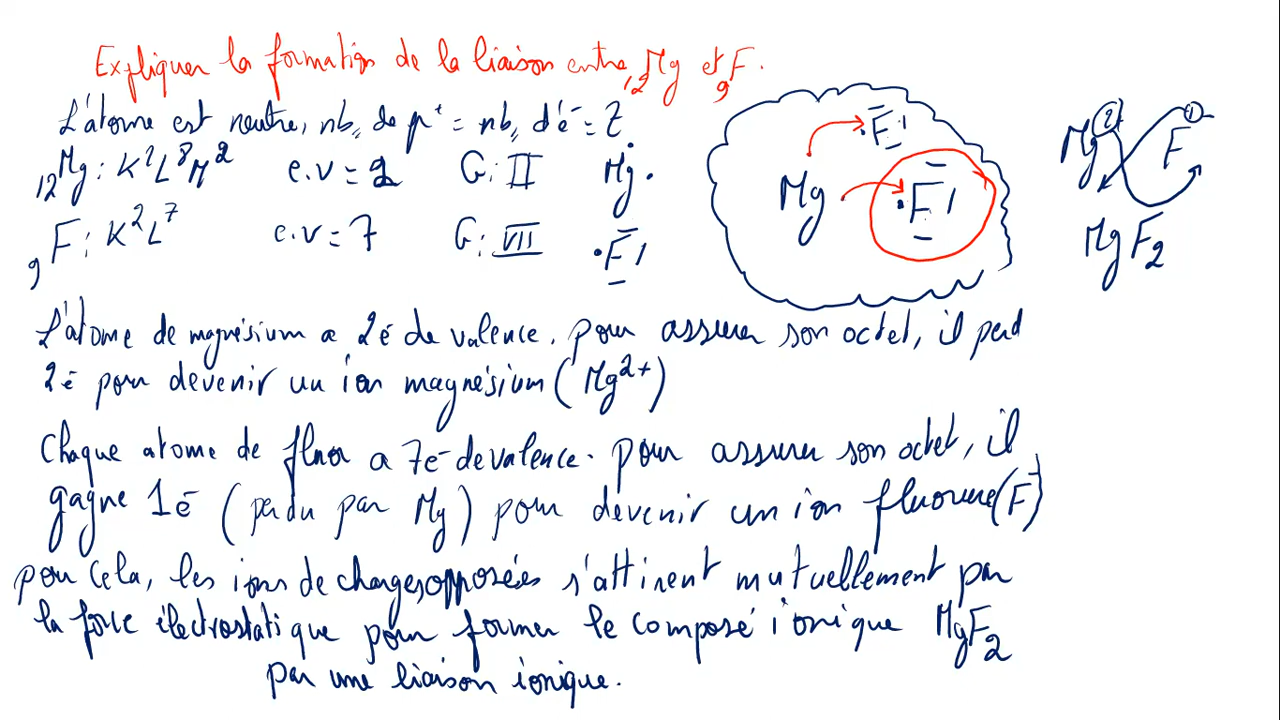 Expliquer la formation de la liaison entre ₁₂Mg et ₉F.
L'atome est neutre, nb de p⁺ = nb d'é⁻ = Z
₁₂Mg : K²L⁸M² e.v = 2 G: II Mg
₉F : K²L⁷ e.v = 7 G: VII F
Mg F F
Mg² F¹
MgF₂
L'atome de magnésium a 2é de valence. pour assurer son octet, il perd
2é pour devenir un ion magnésium (Mg²⁺)
Chaque atome de fluor a 7é de valence. pour assurer son octet, il
gagne 1é (perdu par Mg) pour devenir un ion fluorure (F⁻)
pour cela, les ions de charges opposées s'attirent mutuellement par
la force électrostatique pour former le composé ionique MgF₂
par une liaison ionique.